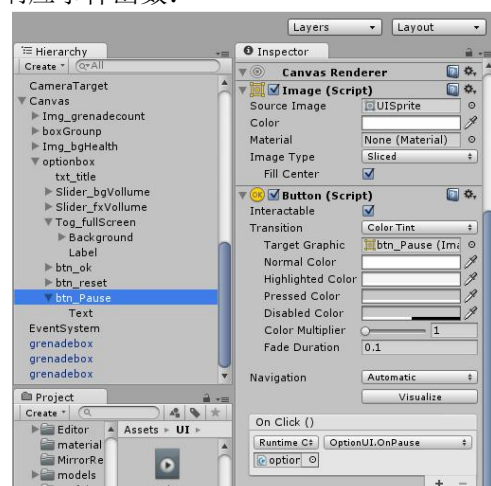 响应事件函数:
Layers Layout
Hierarchy
Create All
CameraTarget
Canvas
Img_grenadecount
boxGrounp
Img_bgHealth
optionbox
txt_title
Slider_bgVollume
Slider_fxVollume
Tog_fullScreen
Background
Label
btn_ok
btn_reset
btn_Pause
Text
EventSystem
grenadebox
grenadebox
grenadebox
Project
Create
Editor
material
MirrorRe
models
Assets UI
Inspector
Canvas Renderer
Image (Script)
Source Image UISprite
Color
Material None (Material)
Image Type Sliced
Fill Center
Button (Script)
Interactable
Transition Color Tint
Target Graphic btn_Pause (Ima
Normal Color
Highlighted Color
Pressed Color
Disabled Color
Color Multiplier 1
Fade Duration 0.1
Navigation Automatic
Visualize
On Click ()
Runtime C OptionUI.OnPause
option